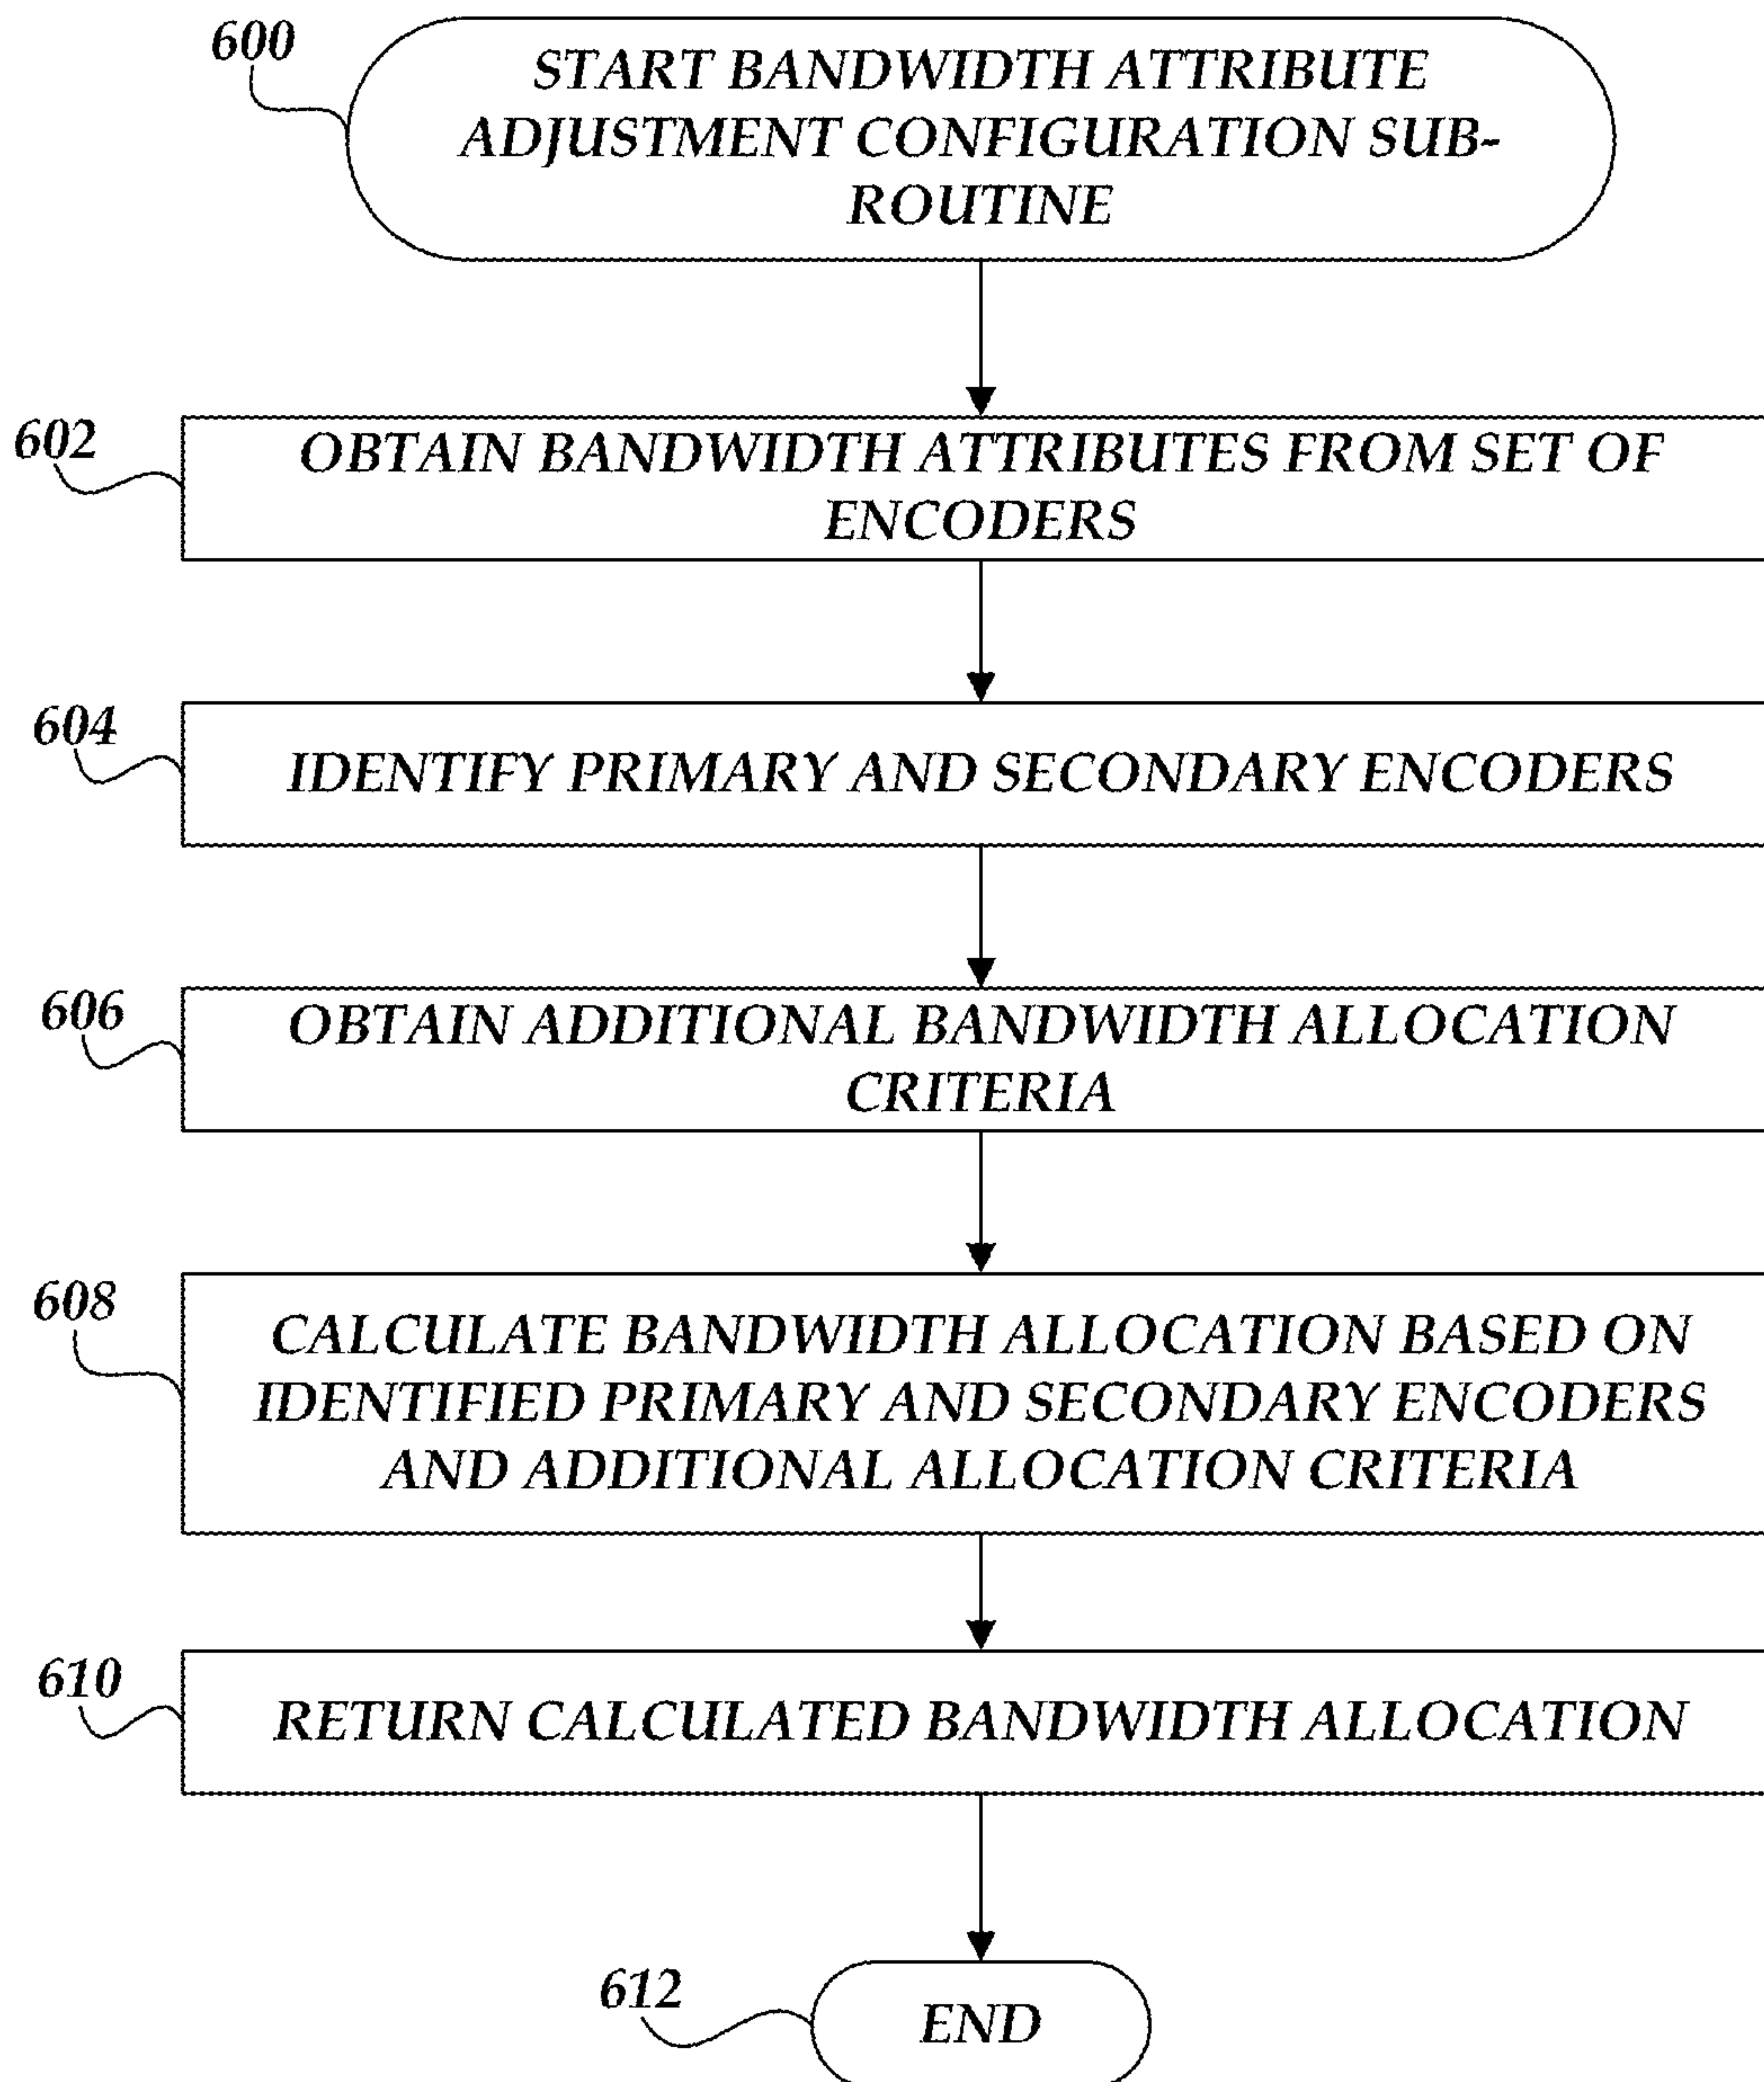 600
START BANDWIDTH ATTRIBUTE
ADJUSTMENT CONFIGURATION SUB-
ROUTINE
602
OBTAIN BANDWIDTH ATTRIBUTES FROM SET OF
ENCODERS
604
IDENTIFY PRIMARY AND SECONDARY ENCODERS
606
OBTAIN ADDITIONAL BANDWIDTH ALLOCATION
CRITERIA
608
CALCULATE BANDWIDTH ALLOCATION BASED ON
IDENTIFIED PRIMARY AND SECONDARY ENCODERS
AND ADDITIONAL ALLOCATION CRITERIA
610
RETURN CALCULATED BANDWIDTH ALLOCATION
612
END